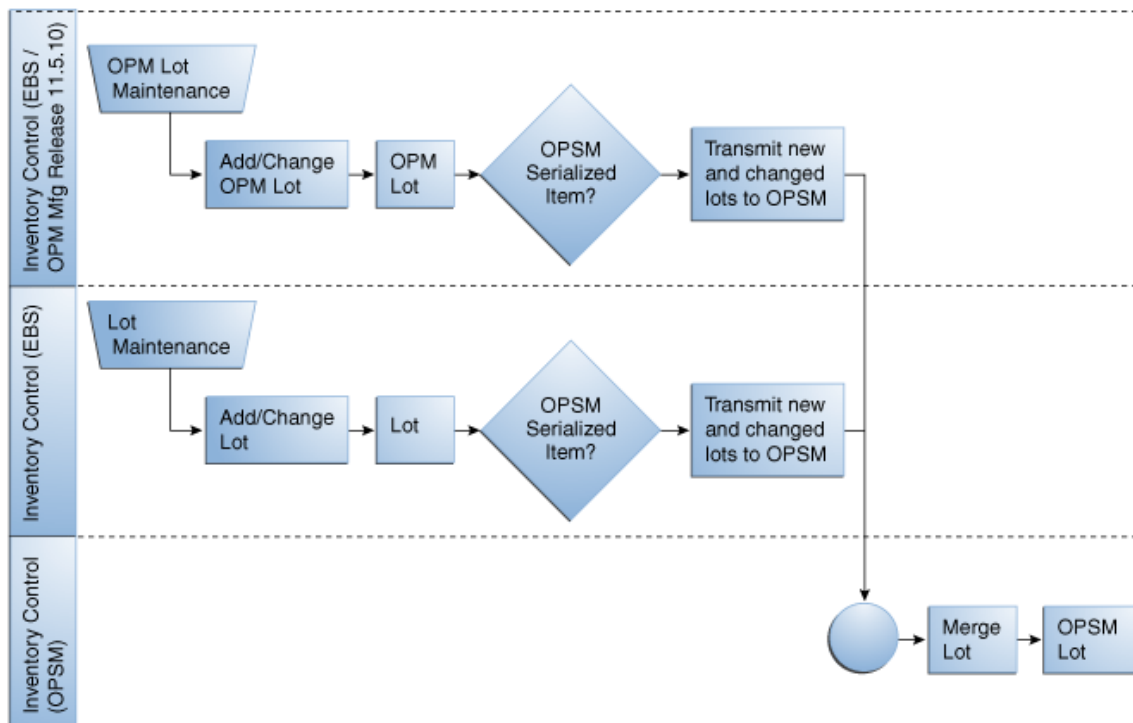 Inventory Control (EBS /
OPM Mfg Release 11.5.10)
OPM Lot
Maintenance
Add/Change
OPM Lot
OPM
Lot
OPSM
Serialized
Item?
Transmit new
and changed
lots to OPSM
Inventory Control (EBS)
Lot
Maintenance
Add/Change
Lot
Lot
OPSM
Serialized
Item?
Transmit new
and changed
lots to OPSM
Inventory Control
(OPSM)
Merge
Lot
OPSM
Lot